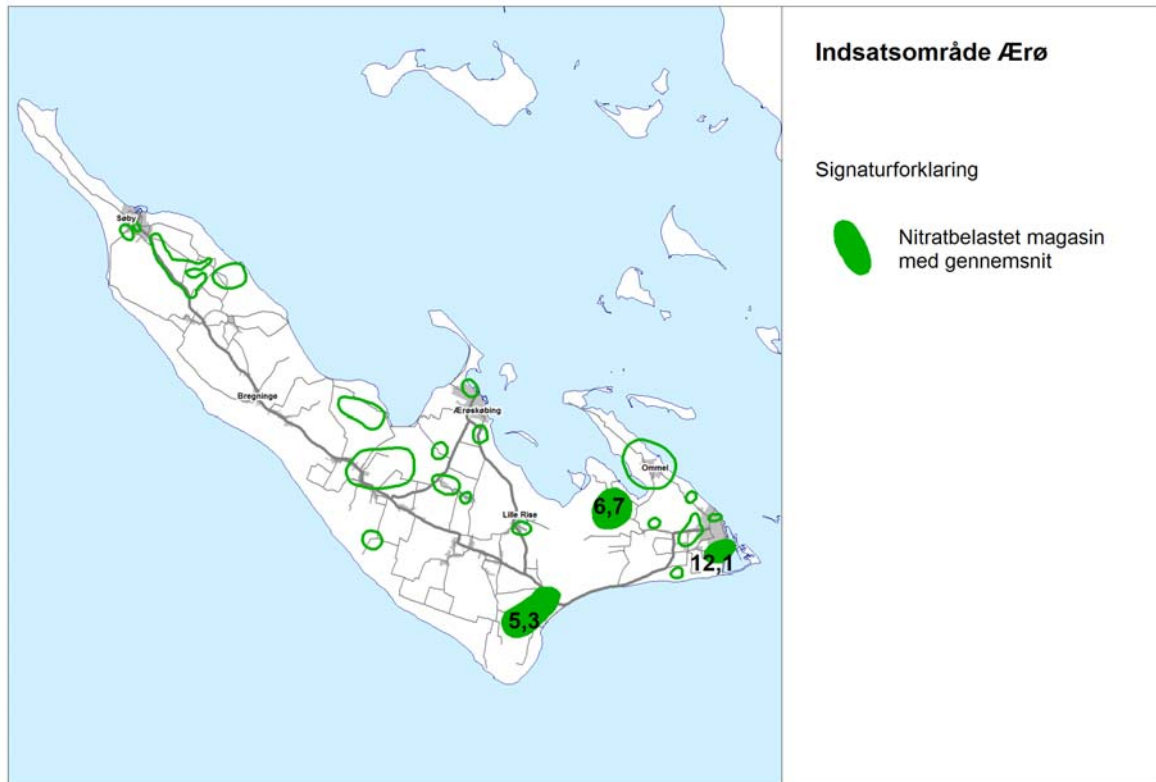 Indsatsområde Ærø
Signaturforklaring
Nitratbelastet magasin
med gennemsnit
Søby
Bregninge
Ærøskøbing
Ommel
6,7
Lille Rise
12,1
5,3